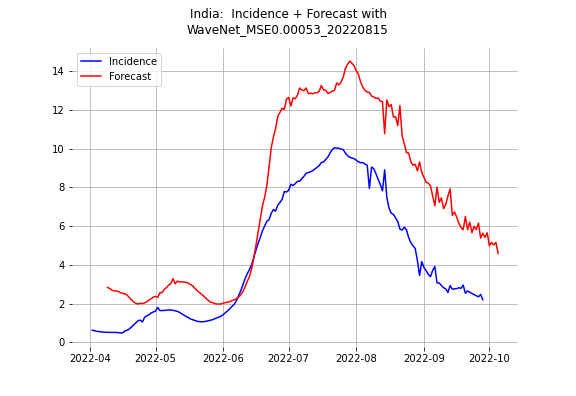 India:  Incidence + Forecast with
WaveNet_MSE0.00053_20220815
Incidence
Forecast
14
12
10
8
6
4
2
0
2022-04 2022-05 2022-06 2022-07 2022-08 2022-09 2022-10